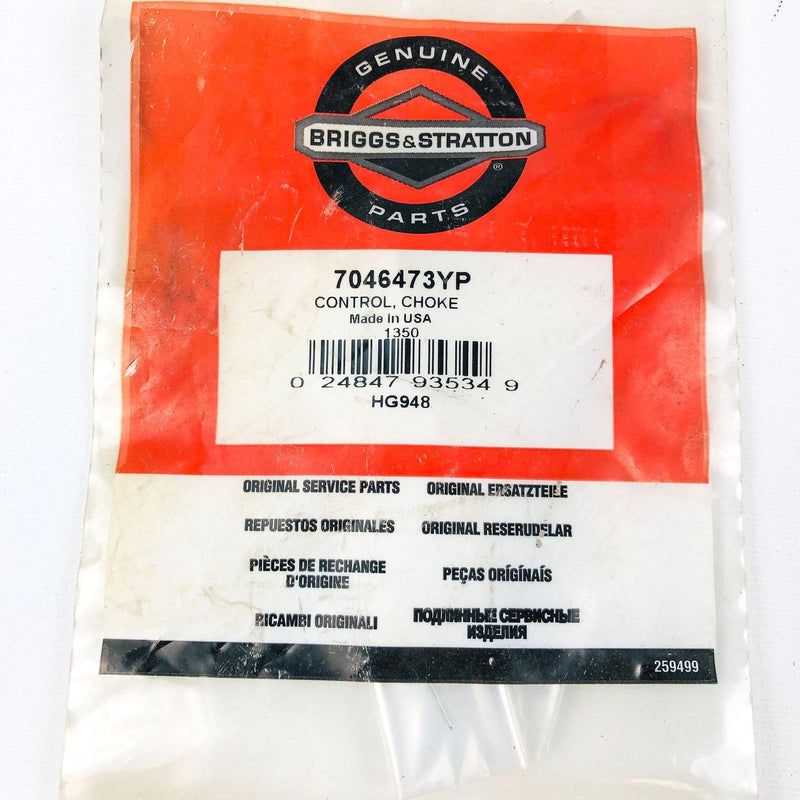 GENUINE
BRIGGS&STRATTON
®
PARTS
7046473YP
CONTROL, CHOKE
Made in USA
1350
0 24847 93534 9
HG948
ORIGINAL SERVICE PARTS
ORIGINAL ERSATZTEILE
REPUESTOS ORIGINALES
ORIGINAL RESERUDELAR
PIÈCES DE RECHANGE
D'ORIGINE
PEÇAS ORÍGÍNAÍS
RICAMBI ORIGINALI
ПОДЛИННЫЕ СЕРВИСНЫЕ
ИЗДЕЛИЯ
259499